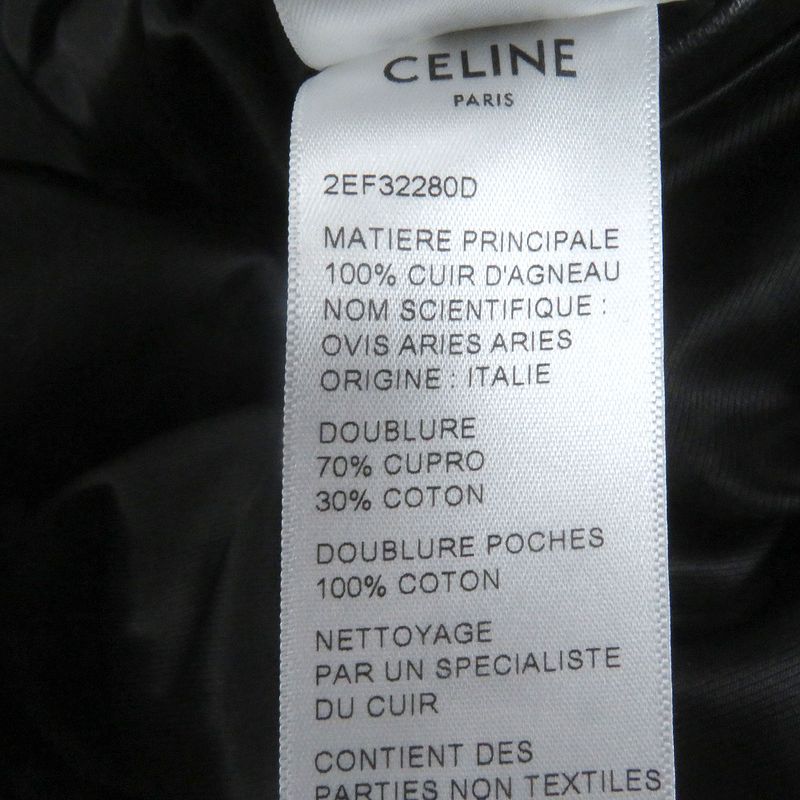 CELINE
PARIS
2EF32280D
MATIERE PRINCIPALE
100% CUIR D'AGNEAU
NOM SCIENTIFIQUE :
OVIS ARIES ARIES
ORIGINE : ITALIE
DOUBLURE
70% CUPRO
30% COTON
DOUBLURE POCHES
100% COTON
NETTOYAGE
PAR UN SPECIALISTE
DU CUIR
CONTIENT DES
PARTIES NON TEXTILES